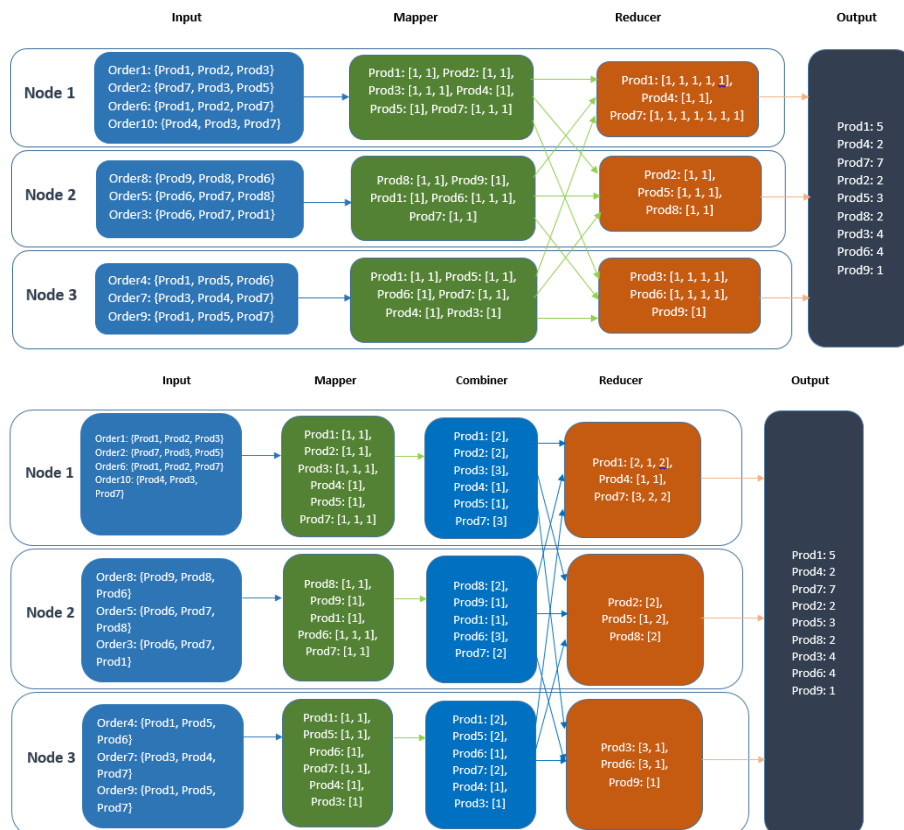 Input
Mapper
Reducer
Output
Node 1
Order1: {Prod1, Prod2, Prod3}
Order2: {Prod7, Prod3, Prod5}
Order6: {Prod1, Prod2, Prod7}
Order10: {Prod4, Prod3, Prod7}
Prod1: [1, 1], Prod2: [1, 1],
Prod3: [1, 1, 1], Prod4: [1],
Prod5: [1], Prod7: [1, 1, 1]
Prod1: [1, 1, 1, 1, 1],
Prod4: [1, 1],
Prod7: [1, 1, 1, 1, 1, 1, 1]
Node 2
Order8: {Prod9, Prod8, Prod6}
Order5: {Prod6, Prod7, Prod8}
Order3: {Prod6, Prod7, Prod1}
Prod8: [1, 1], Prod9: [1],
Prod1: [1], Prod6: [1, 1, 1],
Prod7: [1, 1]
Prod2: [1, 1],
Prod5: [1, 1, 1],
Prod8: [1, 1]
Node 3
Order4: {Prod1, Prod5, Prod6}
Order7: {Prod3, Prod4, Prod7}
Order9: {Prod1, Prod5, Prod7}
Prod1: [1, 1], Prod5: [1, 1],
Prod6: [1], Prod7: [1, 1],
Prod4: [1], Prod3: [1]
Prod3: [1, 1, 1, 1],
Prod6: [1, 1, 1, 1],
Prod9: [1]
Prod1: 5
Prod4: 2
Prod7: 7
Prod2: 2
Prod5: 3
Prod8: 2
Prod3: 4
Prod6: 4
Prod9: 1
Input
Mapper
Combiner
Reducer
Output
Node 1
Order1: {Prod1, Prod2, Prod3}
Order2: {Prod7, Prod3, Prod5}
Order6: {Prod1, Prod2, Prod7}
Order10: {Prod4, Prod3,
Prod7}
Prod1: [1, 1],
Prod2: [1, 1],
Prod3: [1, 1, 1],
Prod4: [1],
Prod5: [1],
Prod7: [1, 1, 1]
Prod1: [2],
Prod2: [2],
Prod3: [3],
Prod4: [1],
Prod5: [1],
Prod7: [3]
Prod1: [2, 1, 2],
Prod4: [1, 1],
Prod7: [3, 2, 2]
Node 2
Order8: {Prod9, Prod8,
Prod6}
Order5: {Prod6, Prod7,
Prod8}
Order3: {Prod6, Prod7,
Prod1}
Prod8: [1, 1],
Prod9: [1],
Prod1: [1],
Prod6: [1, 1, 1],
Prod7: [1, 1]
Prod8: [2],
Prod9: [1],
Prod1: [1],
Prod6: [3],
Prod7: [2]
Prod2: [2],
Prod5: [1, 2],
Prod8: [2]
Node 3
Order4: {Prod1, Prod5,
Prod6}
Order7: {Prod3, Prod4,
Prod7}
Order9: {Prod1, Prod5,
Prod7}
Prod1: [1, 1],
Prod5: [1, 1],
Prod6: [1],
Prod7: [1, 1],
Prod4: [1],
Prod3: [1]
Prod1: [2],
Prod5: [2],
Prod6: [1],
Prod7: [2],
Prod4: [1],
Prod3: [1]
Prod3: [3, 1],
Prod6: [3, 1],
Prod9: [1]
Prod1: 5
Prod4: 2
Prod7: 7
Prod2: 2
Prod5: 3
Prod8: 2
Prod3: 4
Prod6: 4
Prod9: 1